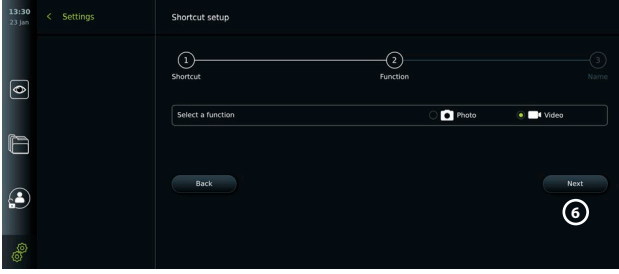 13:30
23 Jan
Settings
Shortcut setup
1
2
3
Shortcut
Function
Name
Select a function
Photo
Video
Back
Next
6